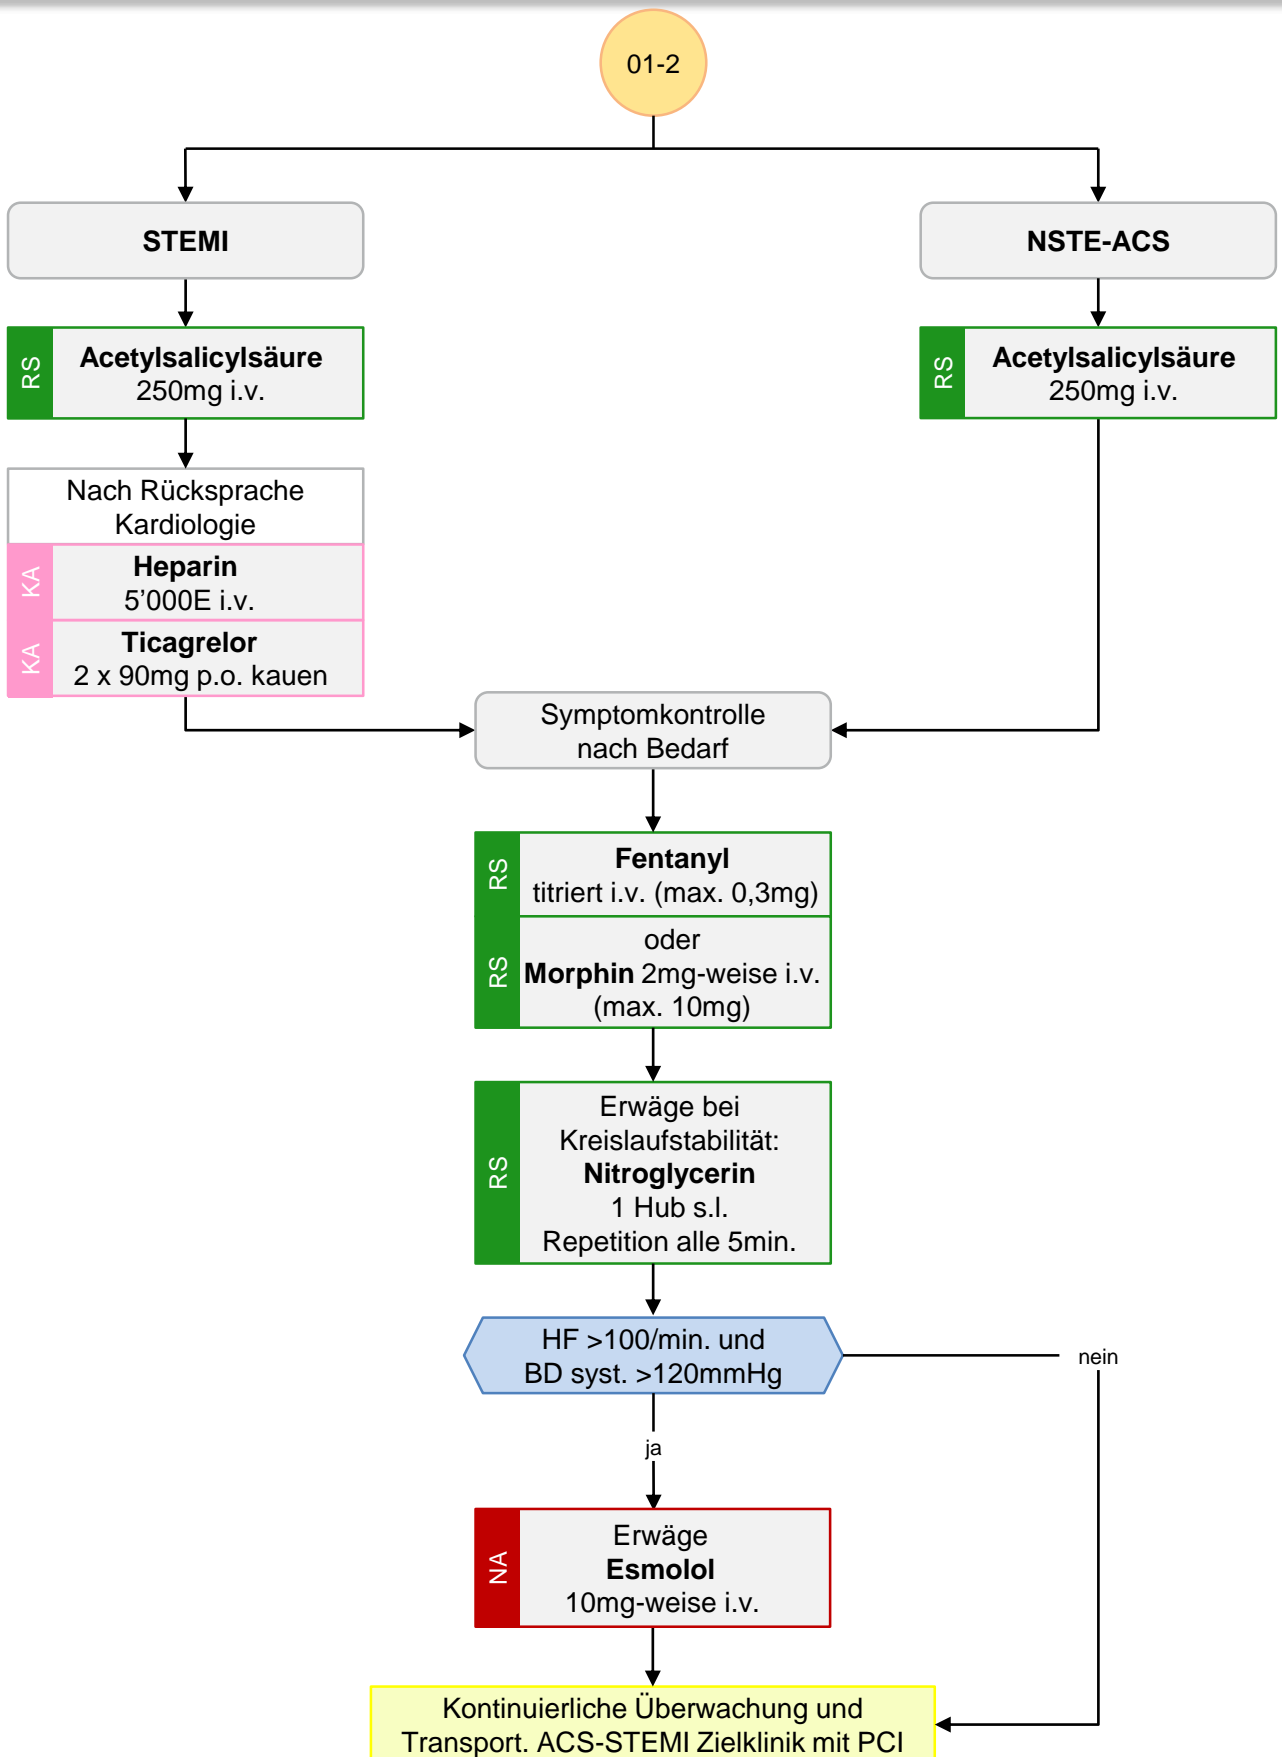 01-2
STEMI
NSTE-ACS
RS
Acetylsalicylsäure
250mg i.v.
RS
Acetylsalicylsäure
250mg i.v.
Nach Rücksprache
Kardiologie
KA
Heparin
5’000E i.v.
KA
Ticagrelor
2 x 90mg p.o. kauen
Symptomkontrolle
nach Bedarf
RS
Fentanyl
titriert i.v. (max. 0,3mg)
RS
oder
Morphin 2mg-weise i.v.
(max. 10mg)
RS
Erwäge bei
Kreislaufstabilität:
Nitroglycerin
1 Hub s.l.
Repetition alle 5min.
HF >100/min. und
BD syst. >120mmHg
nein
ja
NA
Erwäge
Esmolol
10mg-weise i.v.
Kontinuierliche Überwachung und
Transport. ACS-STEMI Zielklinik mit PCI